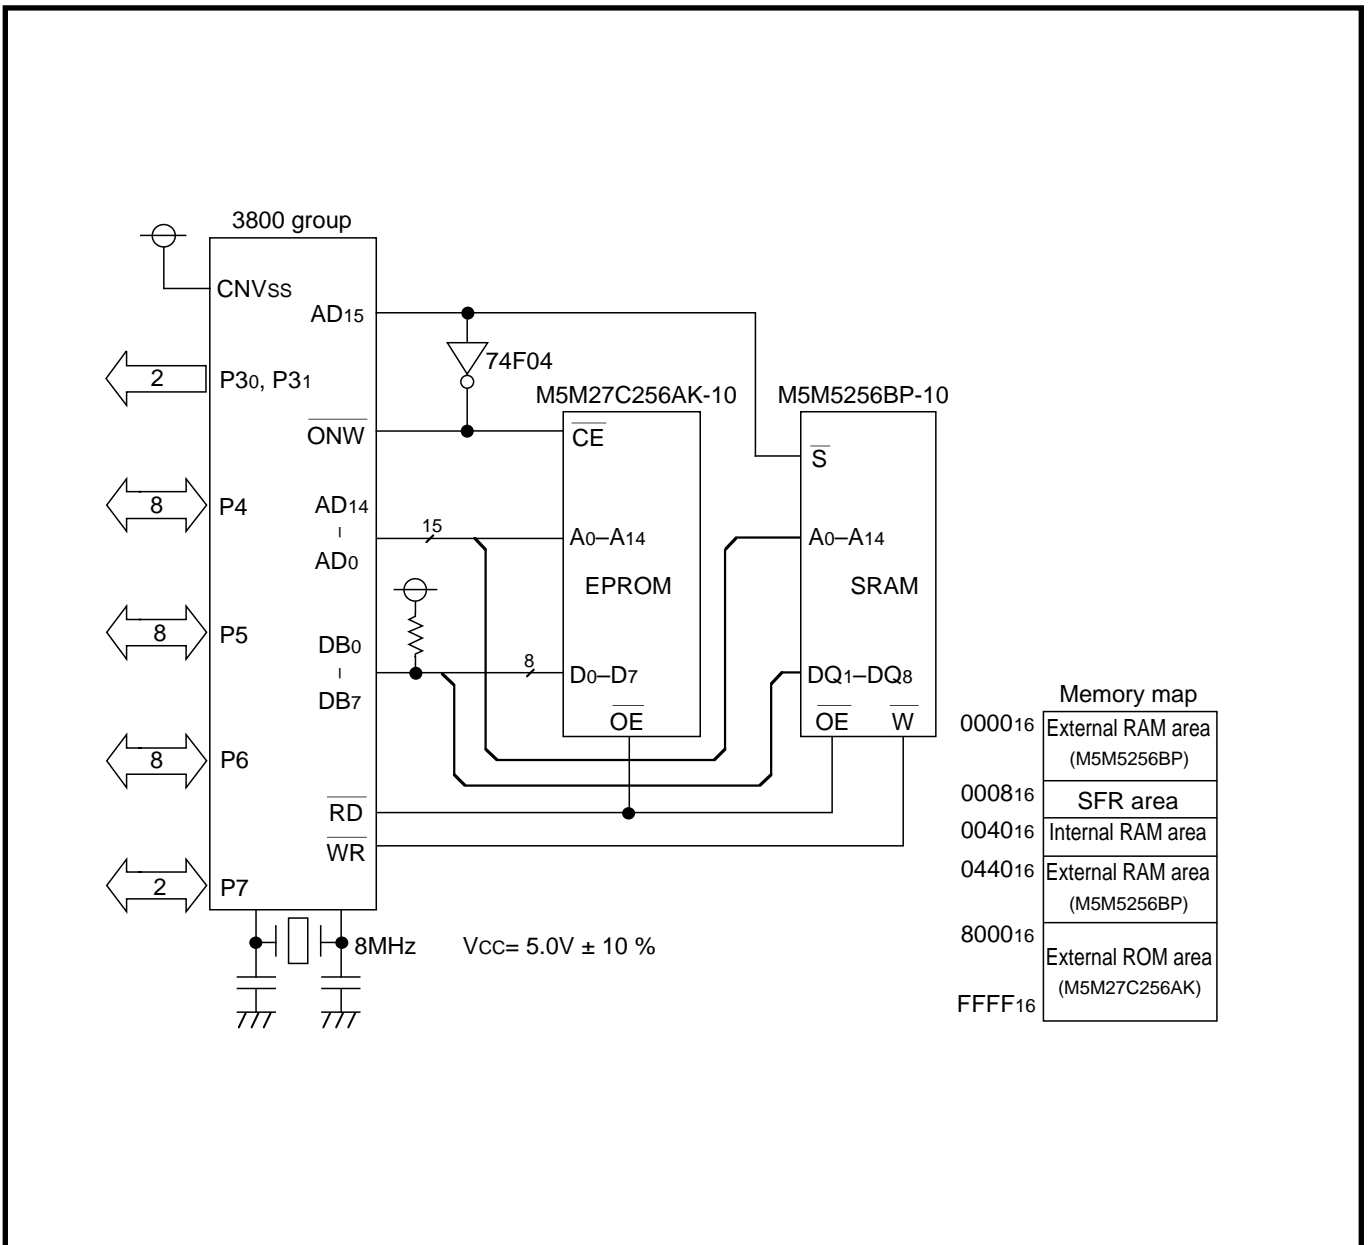 3800 group
CNVSS
AD15
74F04
2
P30, P31
M5M27C256AK-10
M5M5256BP-10
ONW
CE
S
8
P4
AD14
AD0
15
A0–A14
A0–A14
EPROM
SRAM
8
P5
DB0
DB7
8
D0–D7
DQ1–DQ8
OE
OE
W
8
P6
RD
WR
2
P7
8MHz
VCC= 5.0V ± 10 %
Memory map
000016
External RAM area
(M5M5256BP)
000816
SFR area
004016
Internal RAM area
044016
External RAM area
(M5M5256BP)
800016
External ROM area
(M5M27C256AK)
FFFF16